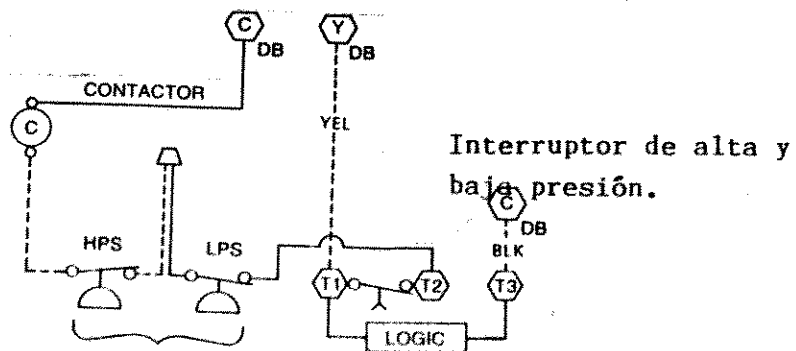 C
DB
Y
DB
CONTACTOR
C
YEL
Interruptor de alta y
baja presión.
C
DB
BLK
HPS
LPS
T1
T2
T3
LOGIC